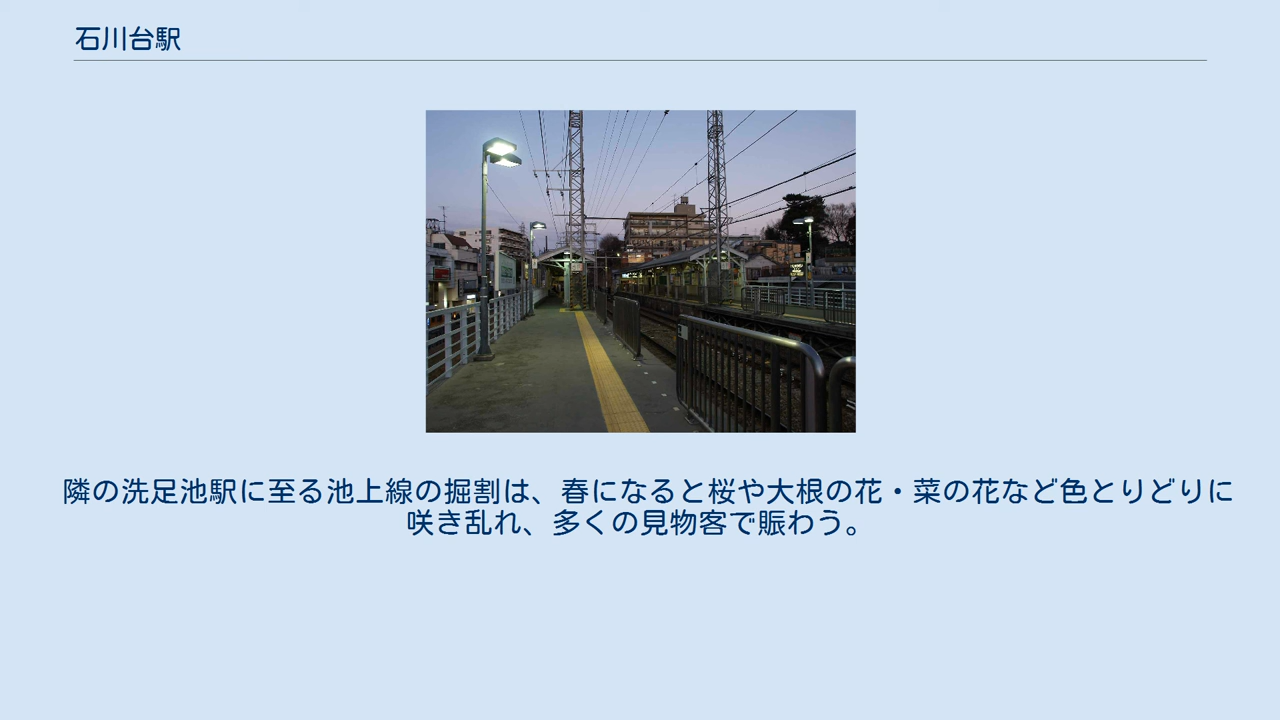 石川台駅
隣の洗足池駅に至る池上線の掘割は、春になると桜や大根の花・菜の花など色とりどりに
咲き乱れ、多くの見物客で賑わう。